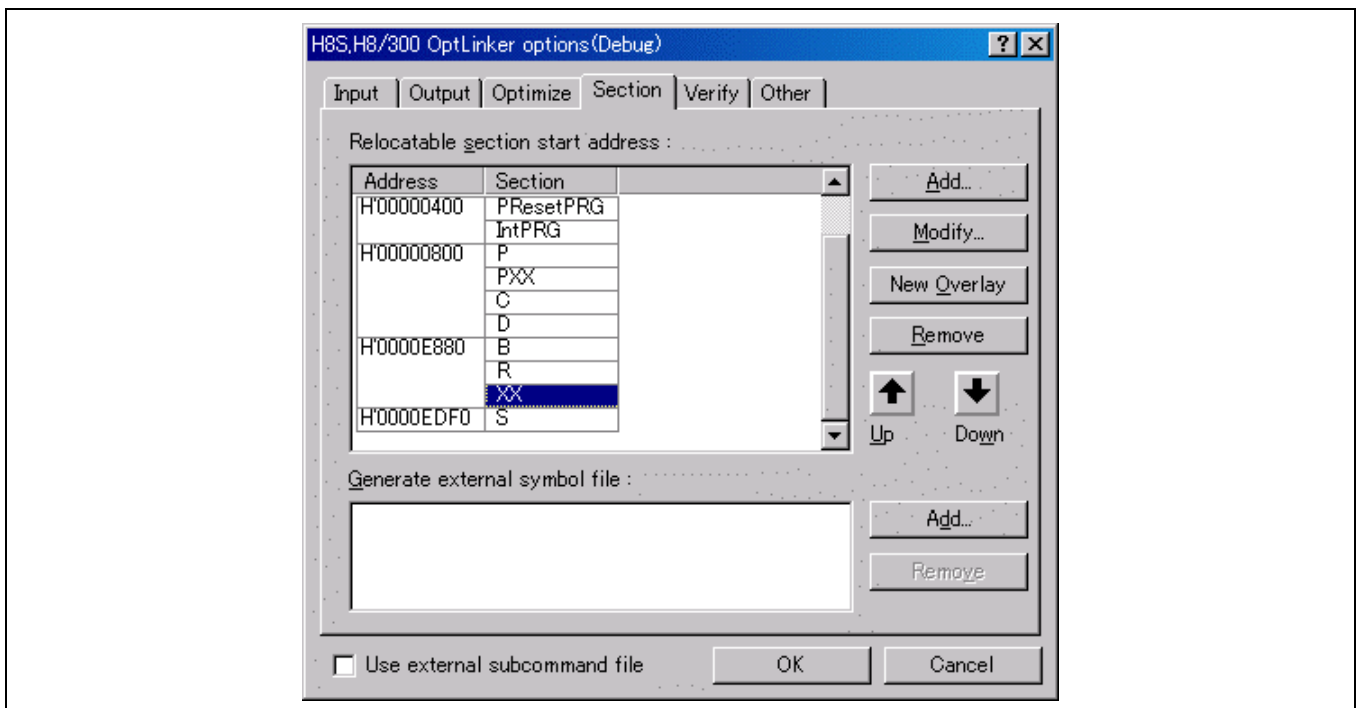 H8S,H8/300 OptLinker options(Debug)
Input Output Optimize Section Verify Other
Relocatable section start address :
Address Section
H'00000400 PResetPRG
IntPRG
H'00000800 P
PXX
C
D
H'0000E880 B
R
XX
H'0000EDF0 S
Add...
Modify...
New Overlay
Remove
Up Down
Generate external symbol file :
Add...
Remove
Use external subcommand file
OK
Cancel